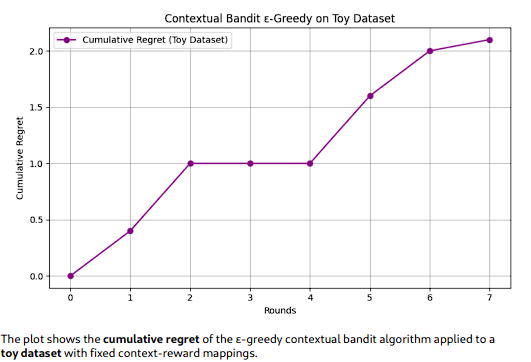 Contextual Bandit ε-Greedy on Toy Dataset
Cumulative Regret (Toy Dataset)
Cumulative Regret
2.0
1.5
1.0
0.5
0.0
0 1 2 3 4 5 6 7
Rounds
The plot shows the cumulative regret of the ε-greedy contextual bandit algorithm applied to a
toy dataset with fixed context-reward mappings.